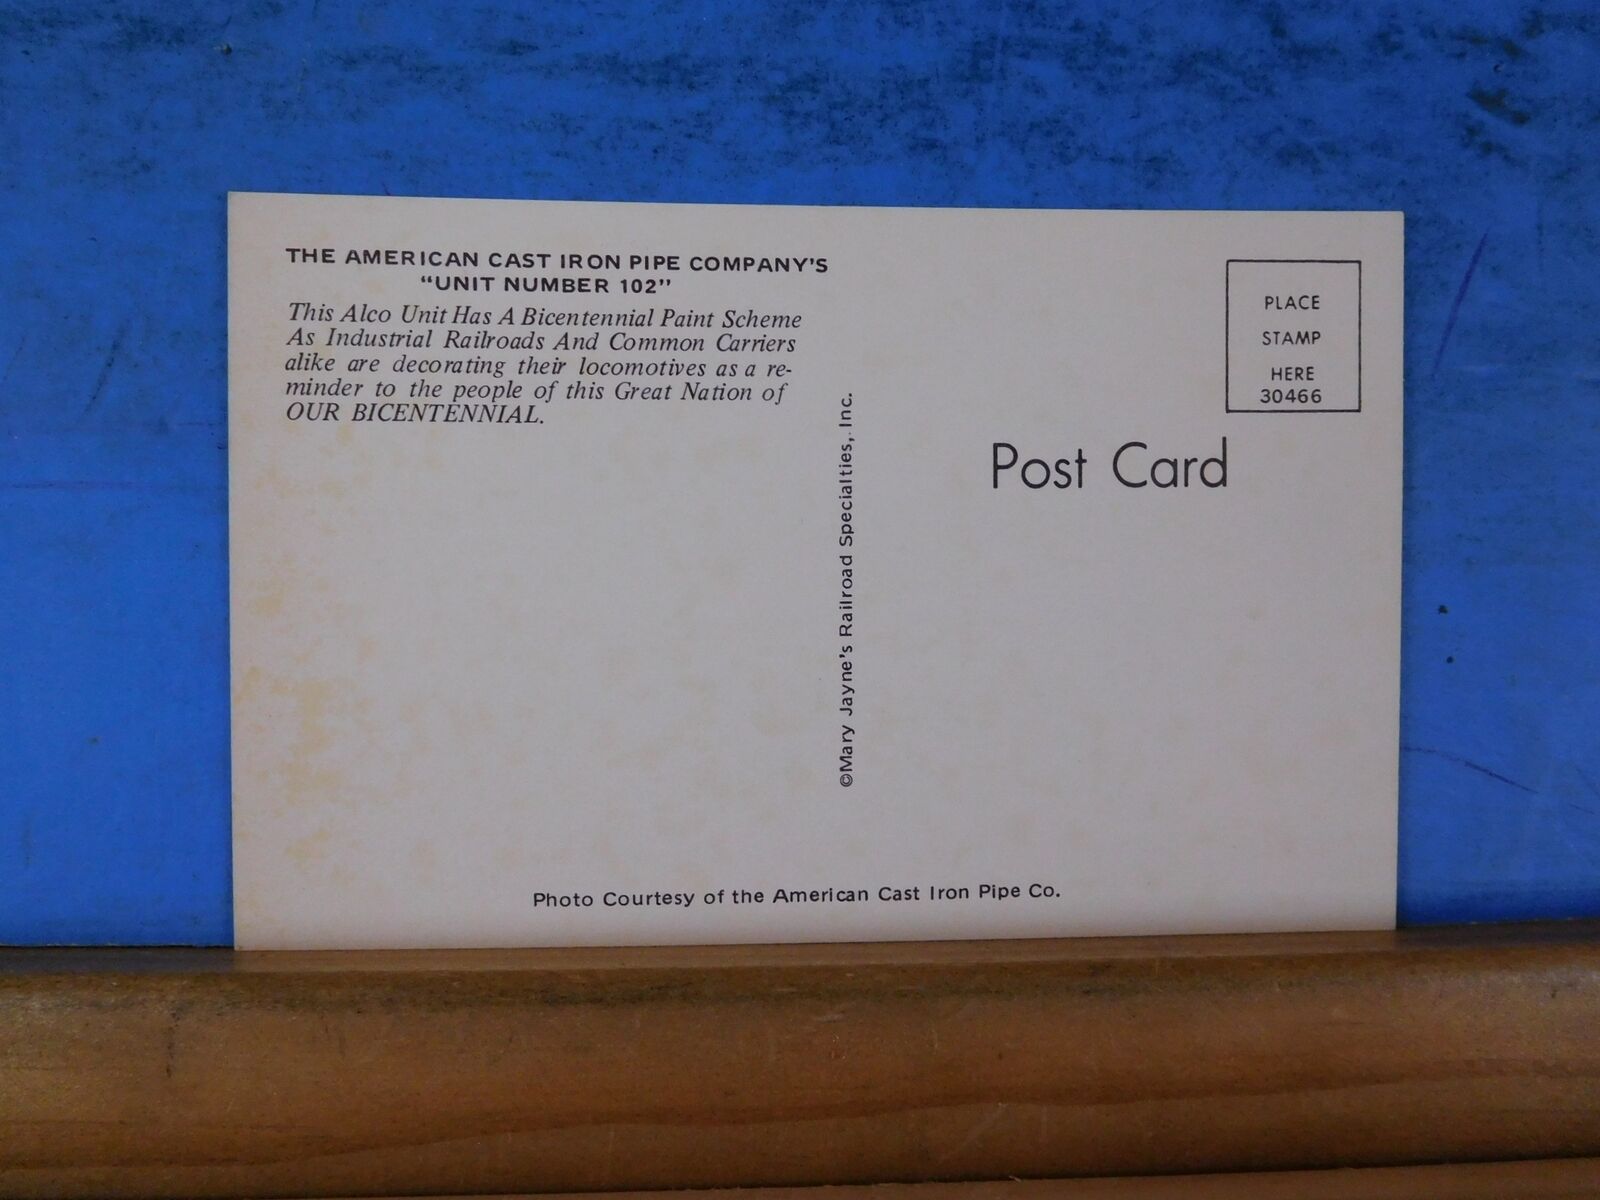 THE AMERICAN CAST IRON PIPE COMPANY'S
“UNIT NUMBER 102”
This Alco Unit Has A Bicentennial Paint Scheme
As Industrial Railroads And Common Carriers
alike are decorating their locomotives as a re-
minder to the people of this Great Nation of
OUR BICENTENNIAL.
©Mary Jayne's Railroad Specialties, Inc.
PLACE
STAMP
HERE
30466
Post Card
Photo Courtesy of the American Cast Iron Pipe Co.